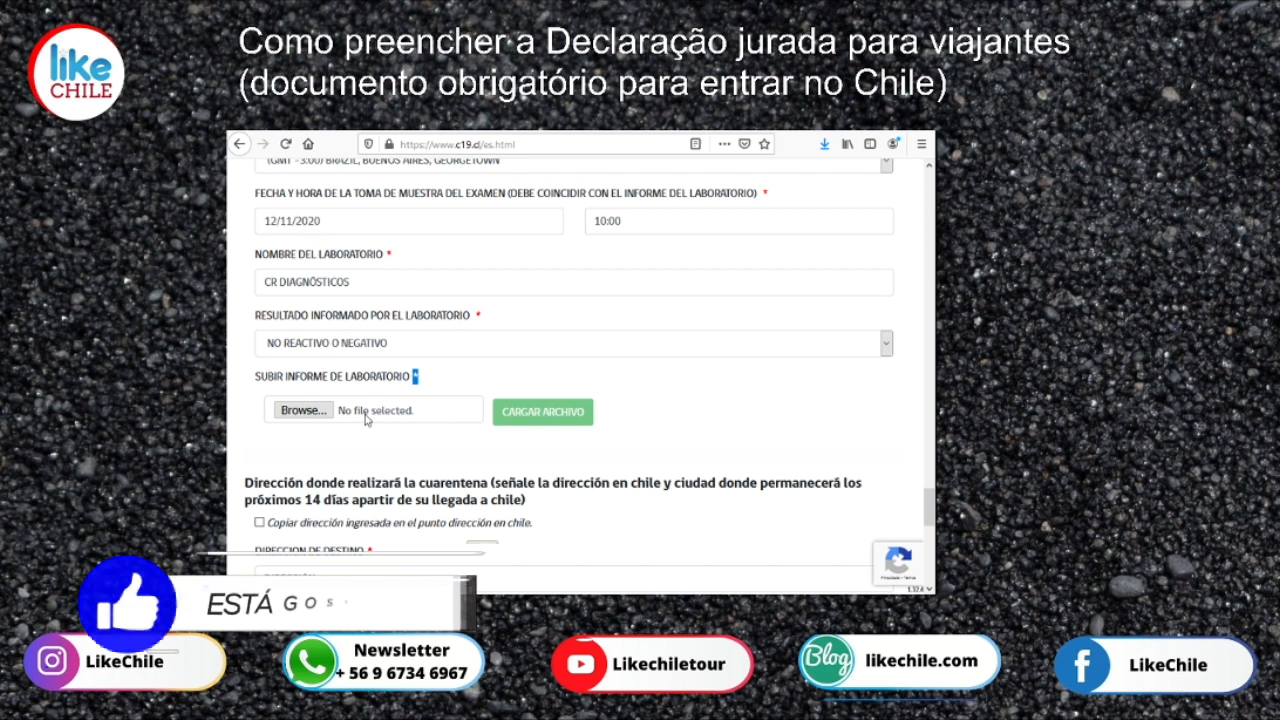 like
CHILE
Como preencher a Declaração jurada para viajantes
(documento obrigatório para entrar no Chile)
https://www.c19.cl/es.html
(GMT -3:00) BRAZIL, BUENOS AIRES, GEORGETOWN
FECHA Y HORA DE LA TOMA DE MUESTRA DEL EXAMEN (DEBE COINCIDIR CON EL INFORME DEL LABORATORIO) *
12/11/2020 10:00
NOMBRE DEL LABORATORIO *
CR DIAGNÓSTICOS
RESULTADO INFORMADO POR EL LABORATORIO *
NO REACTIVO O NEGATIVO
SUBIR INFORME DE LABORATORIO *
Browse... No file selected. CARGAR ARCHIVO
Dirección donde realizará la cuarentena (señale la dirección en chile y ciudad donde permanecerá los
próximos 14 días apartir de su llegada a chile)
Copiar dirección ingresada en el punto dirección en chile.
DIRECCION DE DESTINO *
ESTÁ GOS
LikeChile
Newsletter
+ 56 9 6734 6967
Likechiletour
Blog
likechile.com
LikeChile